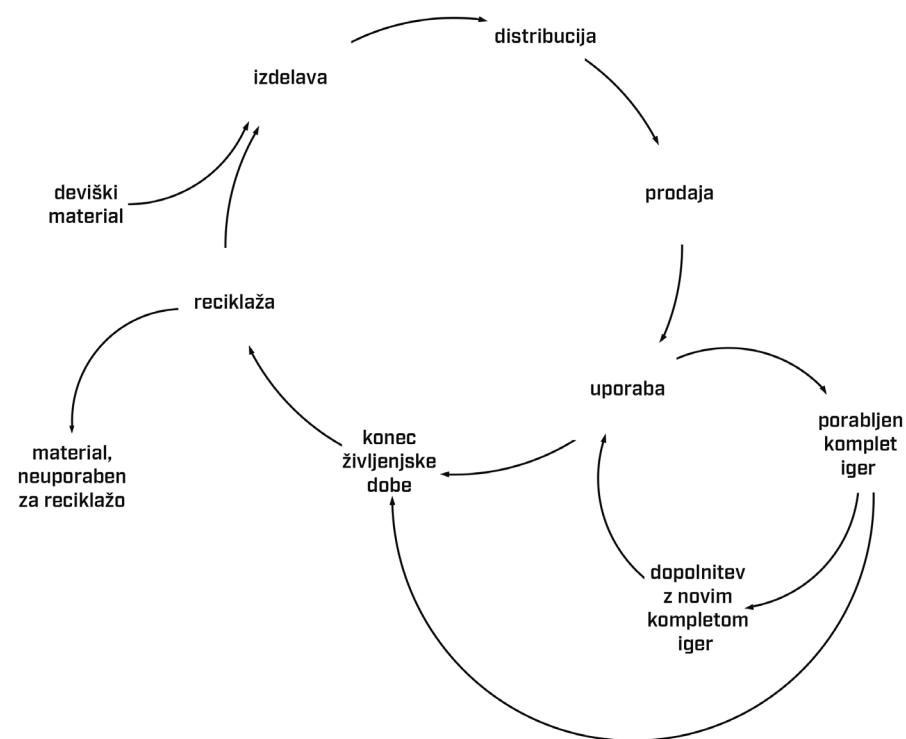 distribucija
izdelava
deviški
material
prodaja
reciklaža
uporaba
porabljen
komplet
iger
konec
življenjske
dobe
material,
neuporaben
za reciklažo
dopolnitev
z novim
kompletom
iger